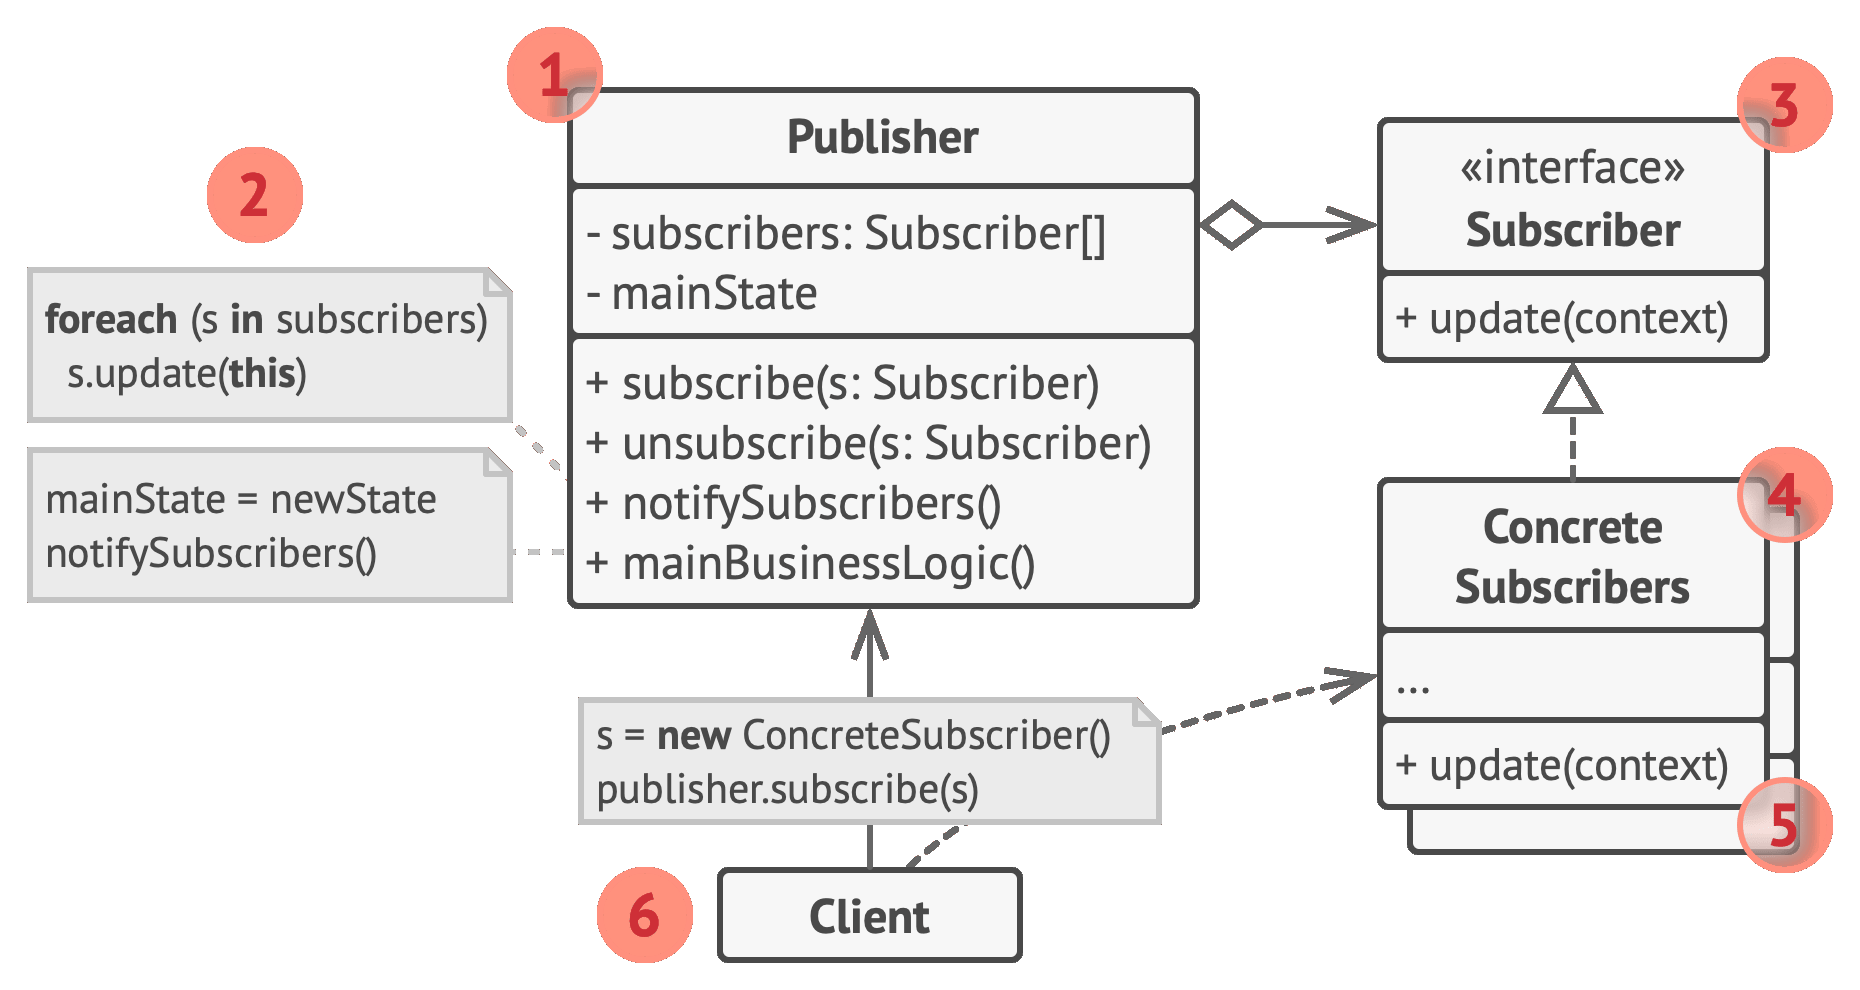 1
Publisher
- subscribers: Subscriber[]
- mainState
+ subscribe(s: Subscriber)
+ unsubscribe(s: Subscriber)
+ notifySubscribers()
+ mainBusinessLogic()
2
foreach (s in subscribers)
s.update(this)
mainState = newState
notifySubscribers()
3
«interface»
Subscriber
+ update(context)
4
Concrete
Subscribers
...
+ update(context)
5
s = new ConcreteSubscriber()
publisher.subscribe(s)
6
Client